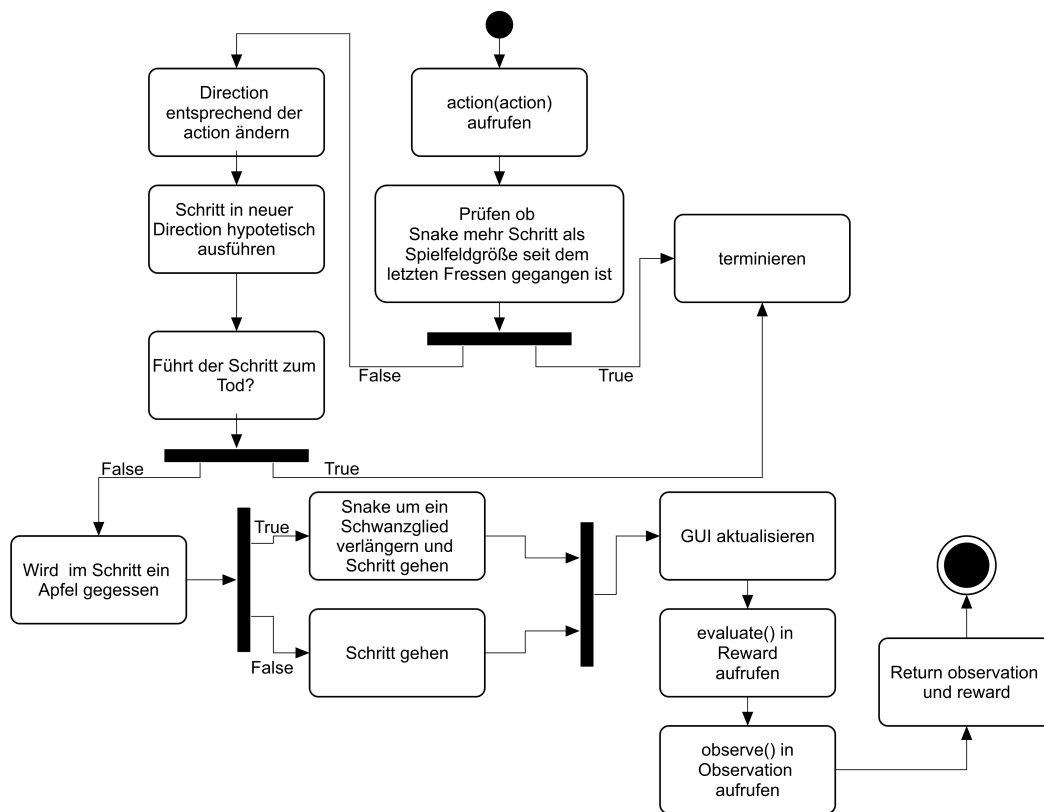 action(action)
aufrufen
Prüfen ob
Snake mehr Schritt als
Spielfeldgröße seit dem
letzten Fressen gegangen ist
False
True
terminieren
Direction
entsprechend der
action ändern
Schritt in neuer
Direction hypotetisch
ausführen
Führt der Schritt zum
Tod?
False
True
Wird im Schritt ein
Apfel gegessen
True
False
Snake um ein
Schwanzglied
verlängern und
Schritt gehen
Schritt gehen
GUI aktualisieren
evaluate() in
Reward
aufrufen
observe() in
Observation
aufrufen
Return observation
und reward